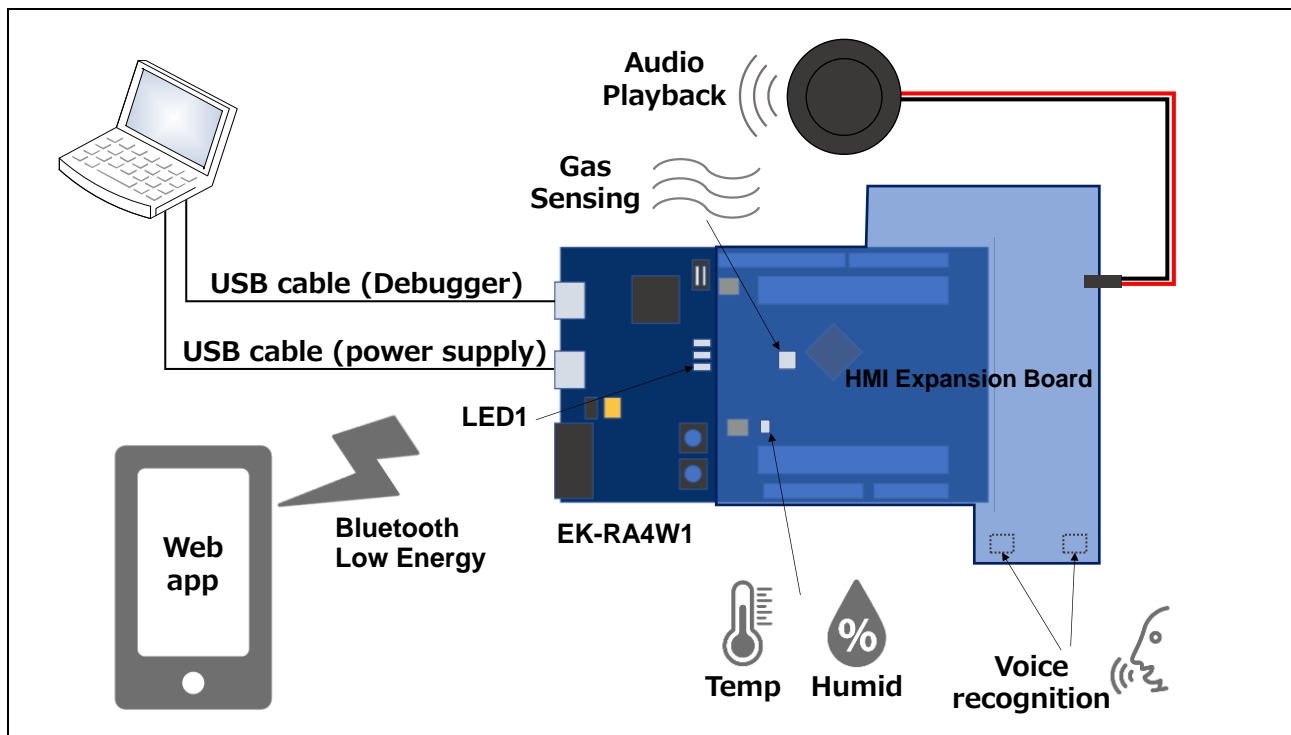 Audio
Playback
Gas
Sensing
USB cable (Debugger)
USB cable (power supply)
HMI Expansion Board
LED1
Bluetooth
Low Energy
EK-RA4W1
Web
app
%
Temp
Humid
Voice
recognition